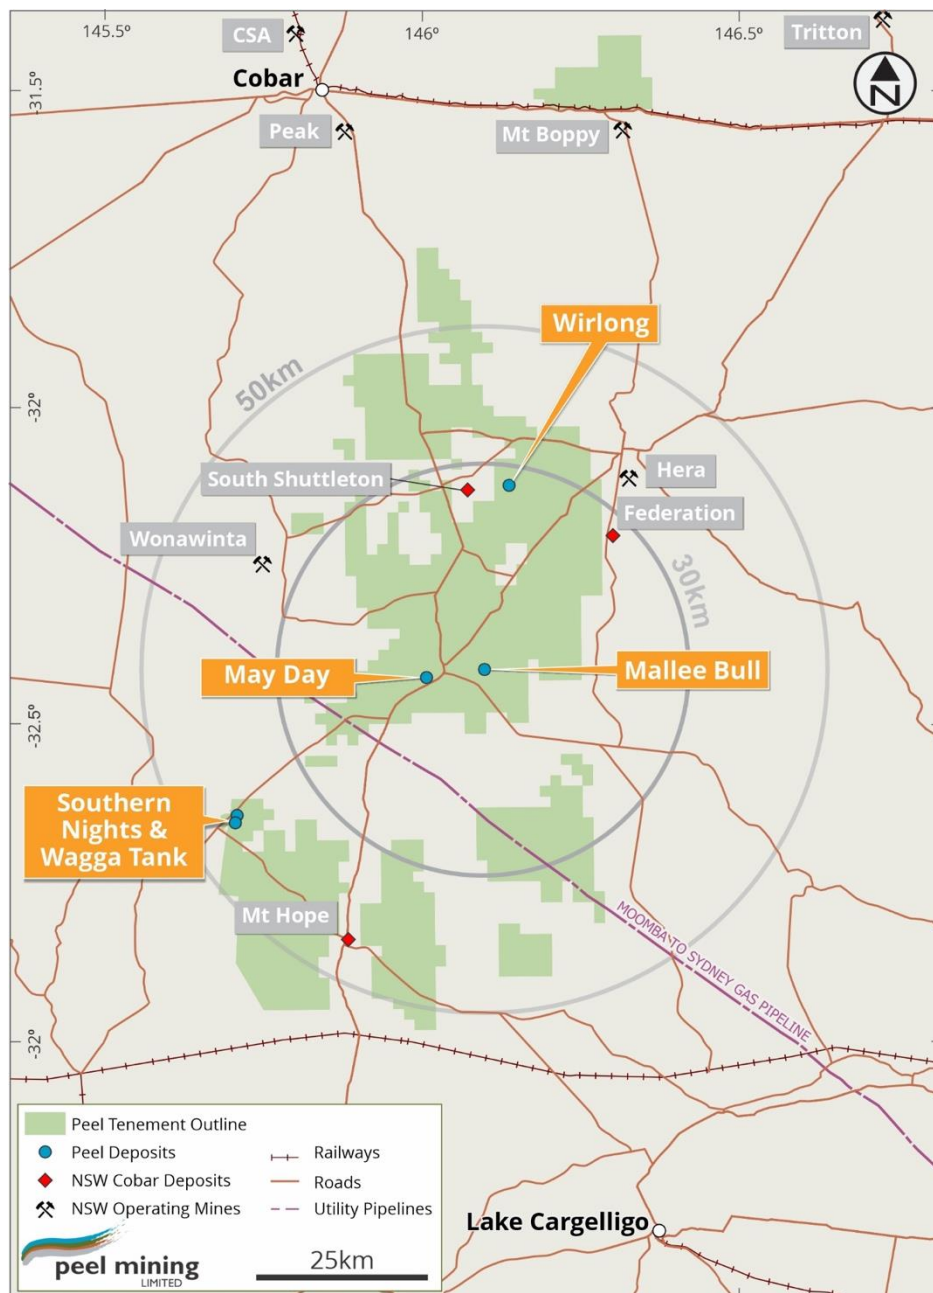 145.5º
146º
146.5º
CSA
Tritton
Cobar
-31.5º
N
Peak
Mt Boppy
Wirlong
50km
-32º
South Shuttleton
Hera
Federation
Wonawinta
30km
May Day
Mallee Bull
-32.5º
Southern
Nights &
Wagga Tank
Mt Hope
MOOMBA TO SYDNEY GAS PIPELINE
-32º
Peel Tenement Outline
Peel Deposits
Railways
NSW Cobar Deposits
Roads
NSW Operating Mines
Utility Pipelines
Lake Cargelligo
peel mining
LIMITED
25km